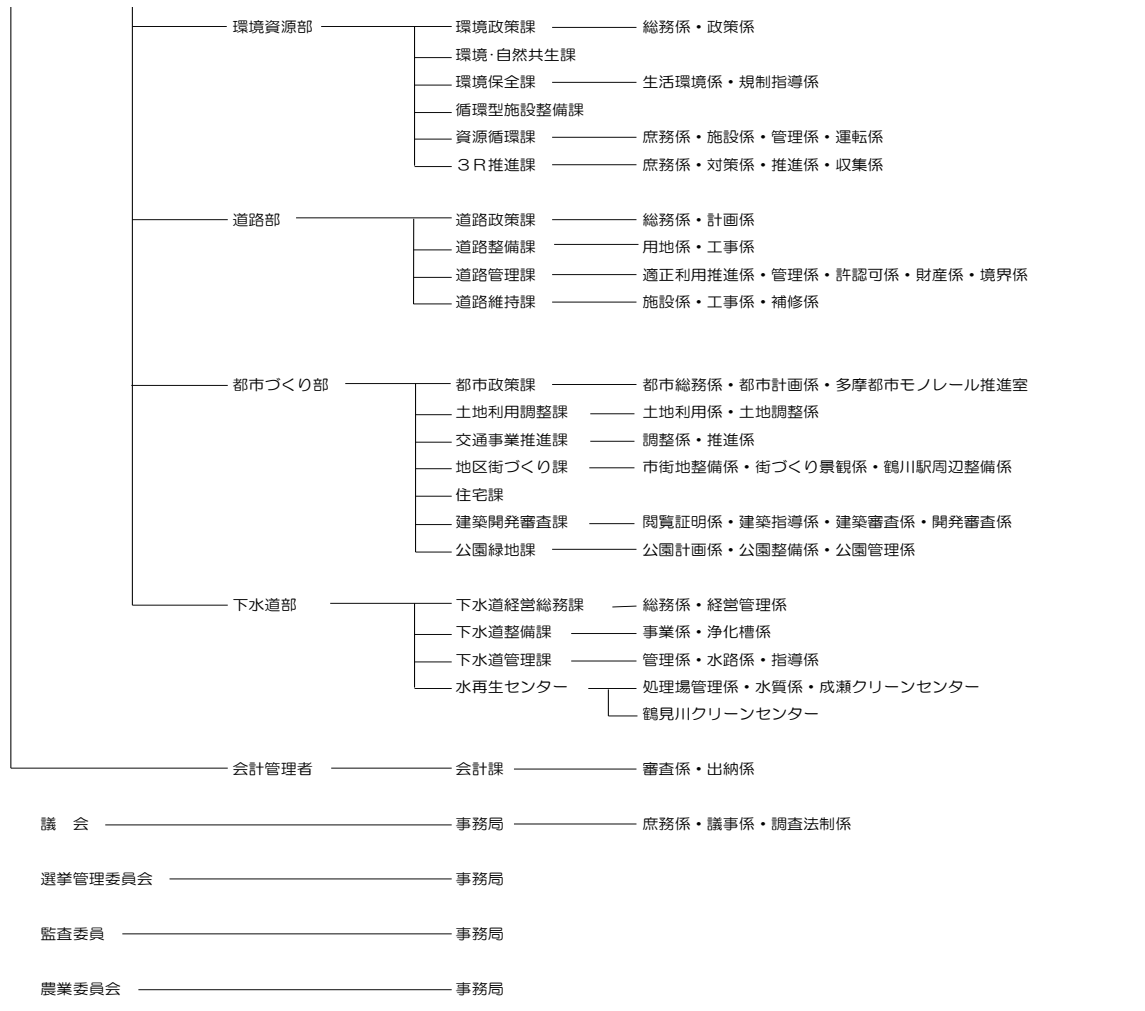 環境資源部 環境政策課 総務係・政策係
環境・自然共生課
環境保全課 生活環境係・規制指導係
循環型施設整備課
資源循環課 庶務係・施設係・管理係・運転係
３Ｒ推進課 庶務係・対策係・推進係・収集係
道路部 道路政策課 総務係・計画係
道路整備課 用地係・工事係
道路管理課 適正利用推進係・管理係・許認可係・財産係・境界係
道路維持課 施設係・工事係・補修係
都市づくり部 都市政策課 都市総務係・都市計画係・多摩都市モノレール推進室
土地利用調整課 土地利用係・土地調整係
交通事業推進課 調整係・推進係
地区街づくり課 市街地整備係・街づくり景観係・鶴川駅周辺整備係
住宅課
建築開発審査課 閲覧証明係・建築指導係・建築審査係・開発審査係
公園緑地課 公園計画係・公園整備係・公園管理係
下水道部 下水道経営総務課 総務係・経営管理係
下水道整備課 事業係・浄化槽係
下水道管理課 管理係・水路係・指導係
水再生センター 処理場管理係・水質係・成瀬クリーンセンター
鶴見川クリーンセンター
会計管理者 会計課 審査係・出納係
議　会 事務局 庶務係・議事係・調査法制係
選挙管理委員会 事務局
監査委員 事務局
農業委員会 事務局